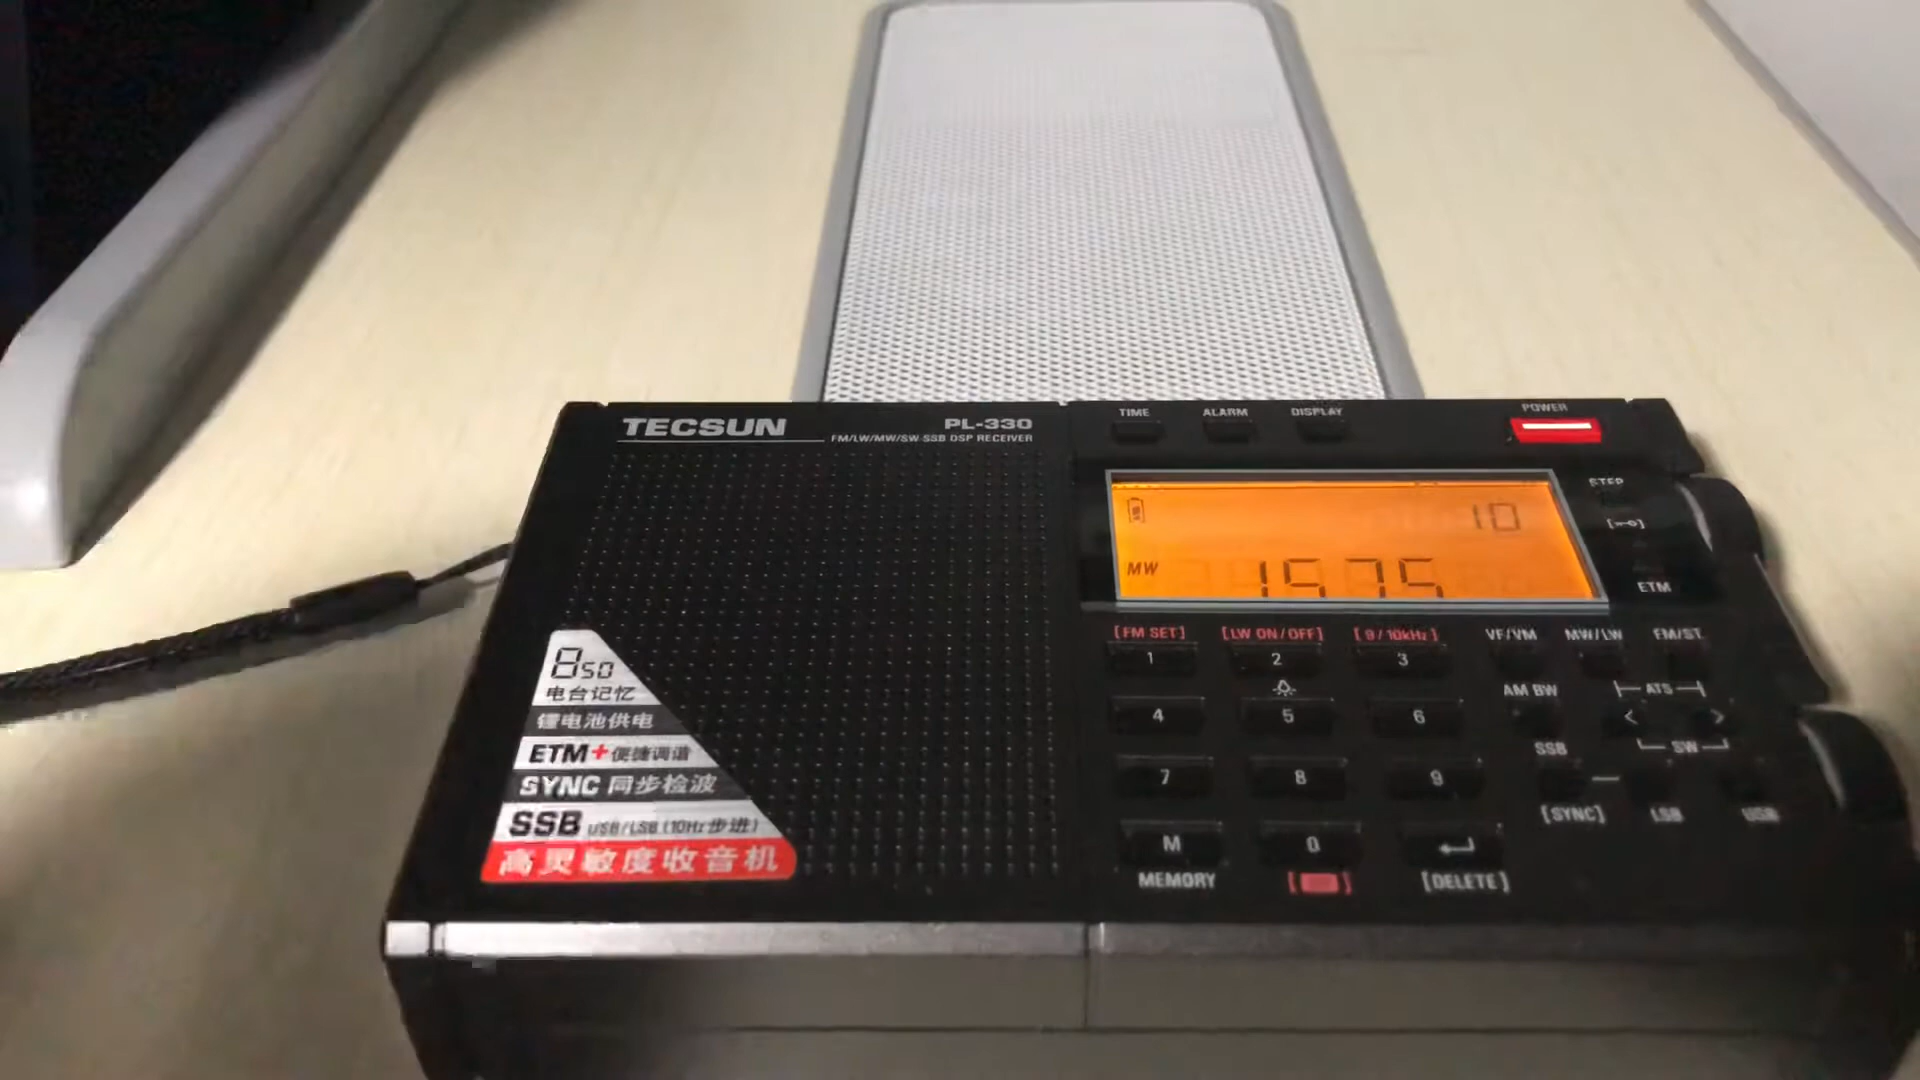 TECSUN
PL-330
FM/LW/MW/SW-SSB DSP RECEIVER
TIME
ALARM
DISPLAY
POWER
10
MW
1575
STEP
ETM
[FM SET]
[LW ON/OFF]
[9/10kHz]
VF/VM
MW/LW
FM/ST.
1
2
3
AM BW
ATS
4
5
6
<
>
SSB
SW
7
8
9
[SYNC]
LSB
USB
M
0
MEMORY
[DELETE]
850
电台记忆
锂电池供电
ETM+便捷调谐
SYNC 同步检波
SSB USB/LSB (10Hz步进)
高灵敏度收音机